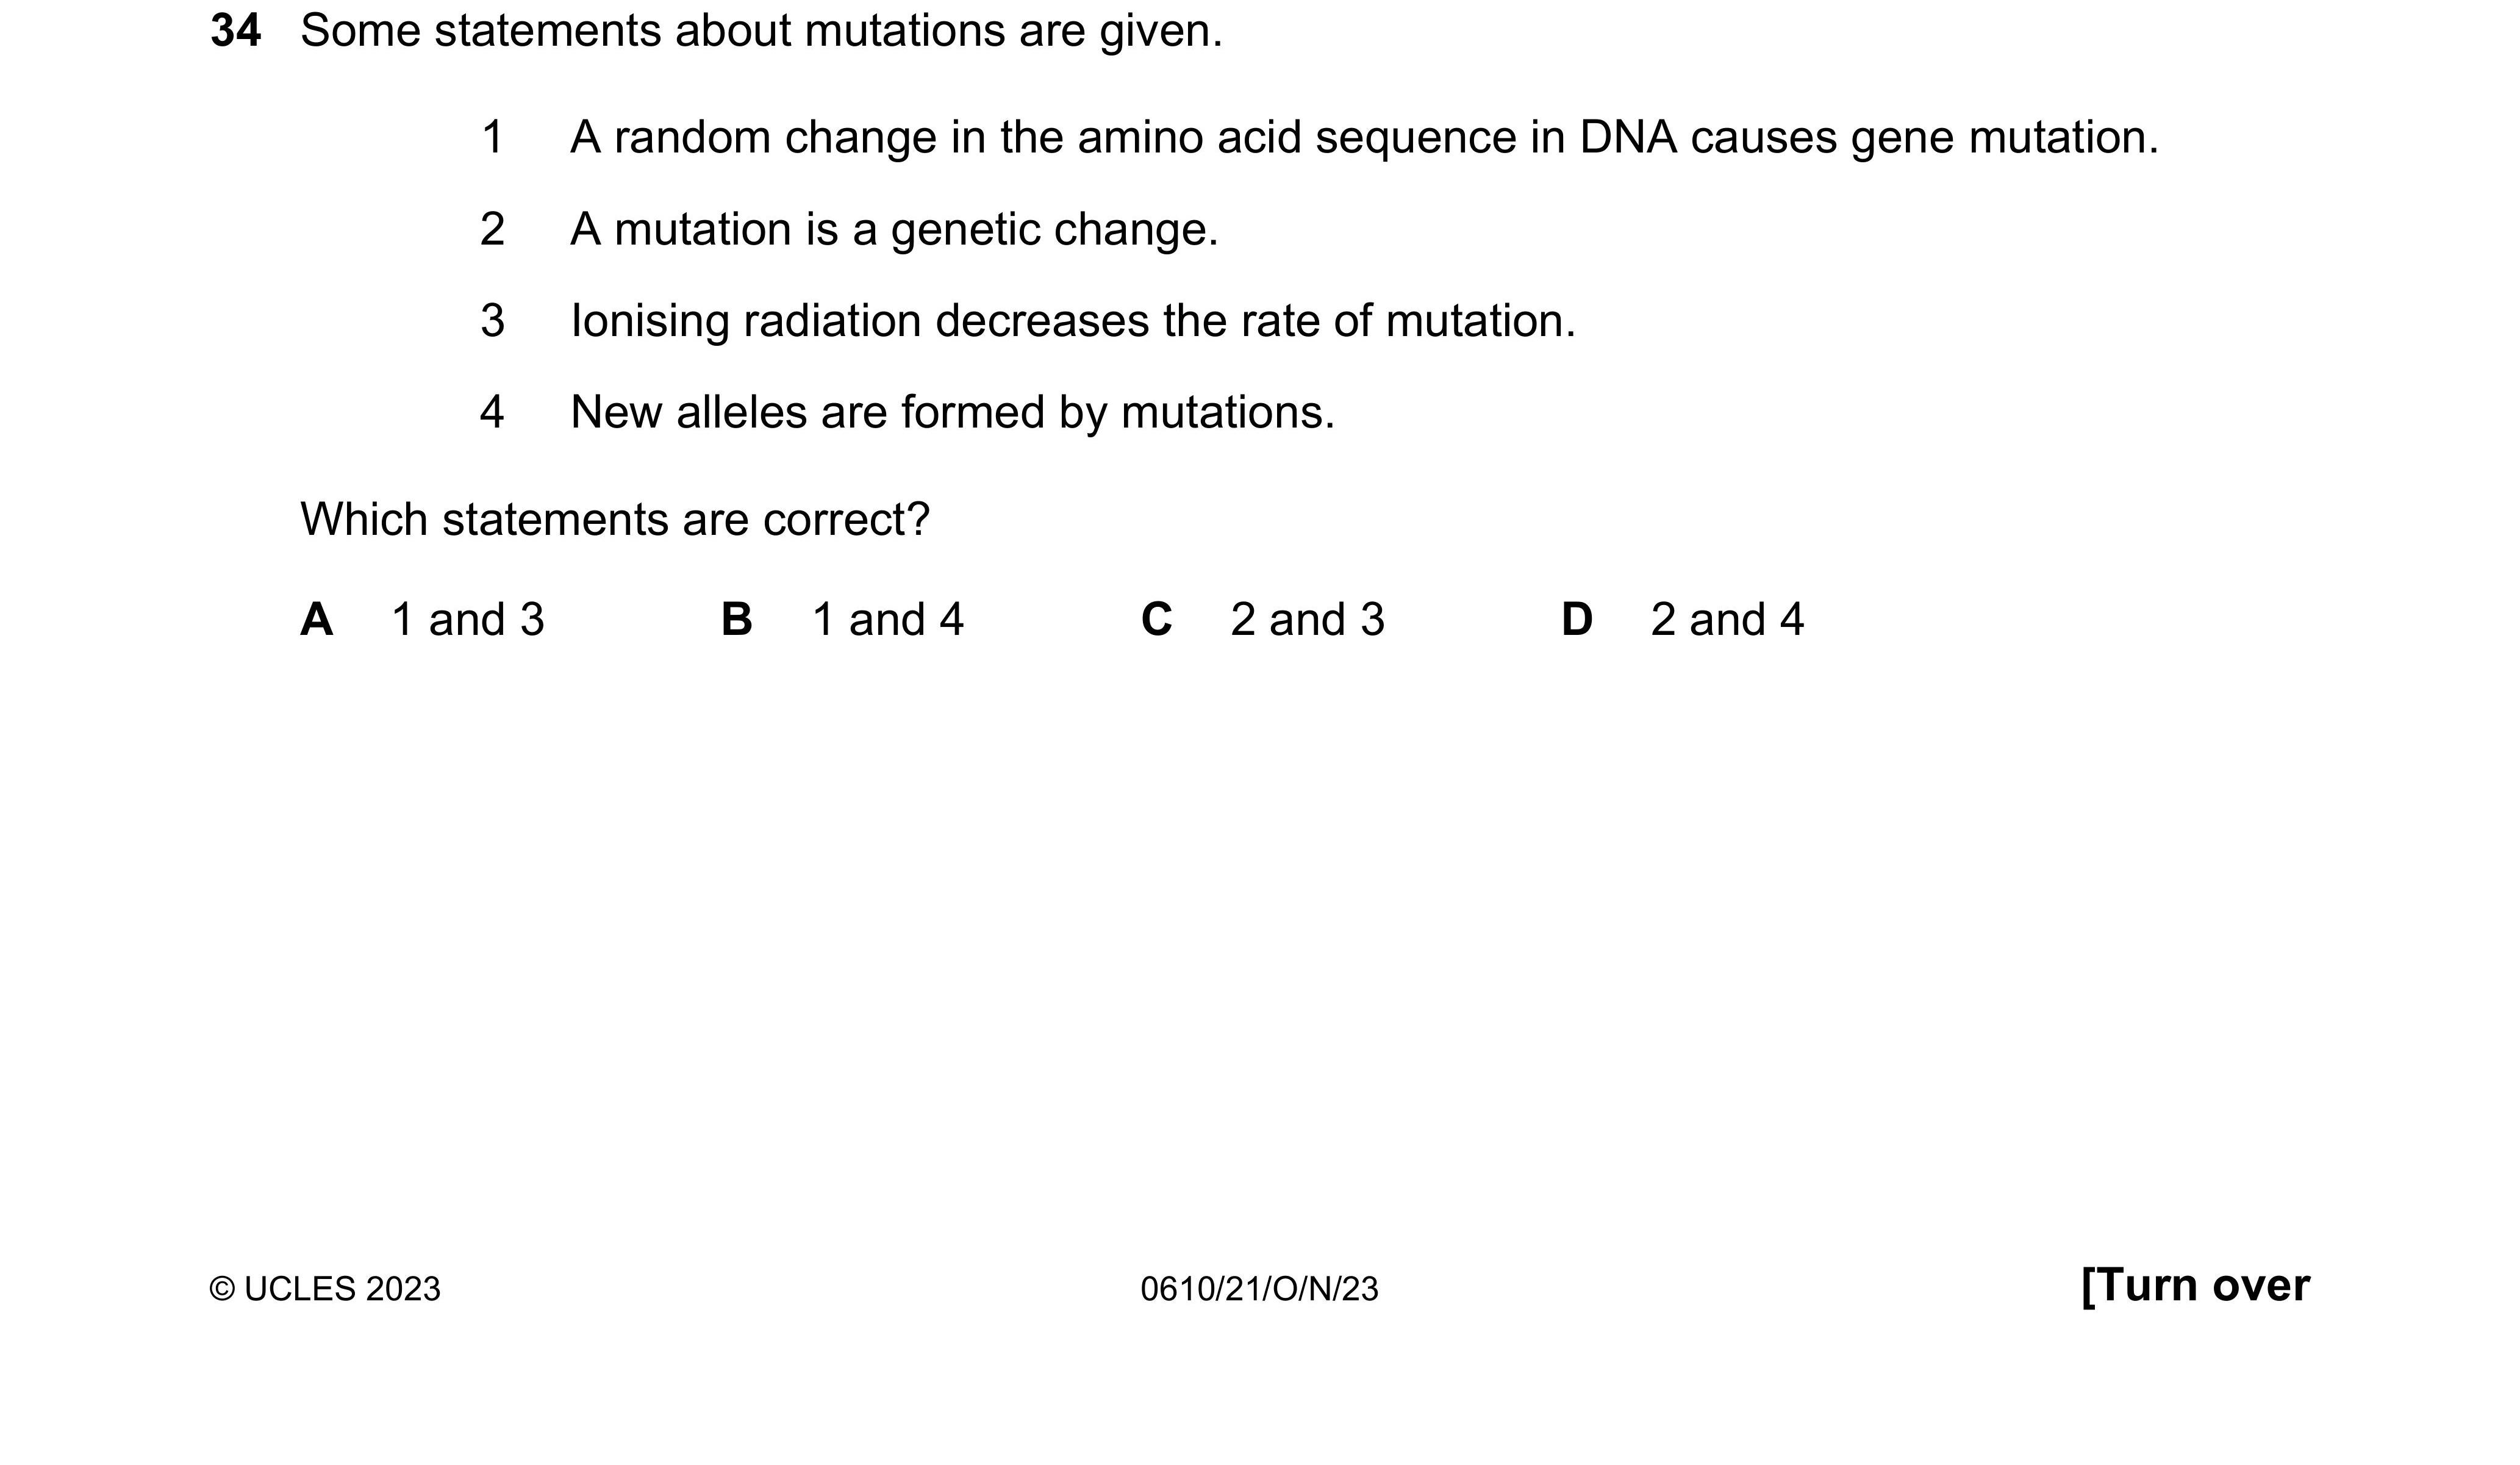 34 Some statements about mutations are given.
1 A random change in the amino acid sequence in DNA causes gene mutation.
2 A mutation is a genetic change.
3 Ionising radiation decreases the rate of mutation.
4 New alleles are formed by mutations.
Which statements are correct?
A 1 and 3 B 1 and 4 C 2 and 3 D 2 and 4
© UCLES 2023 0610/21/O/N/23 [Turn over